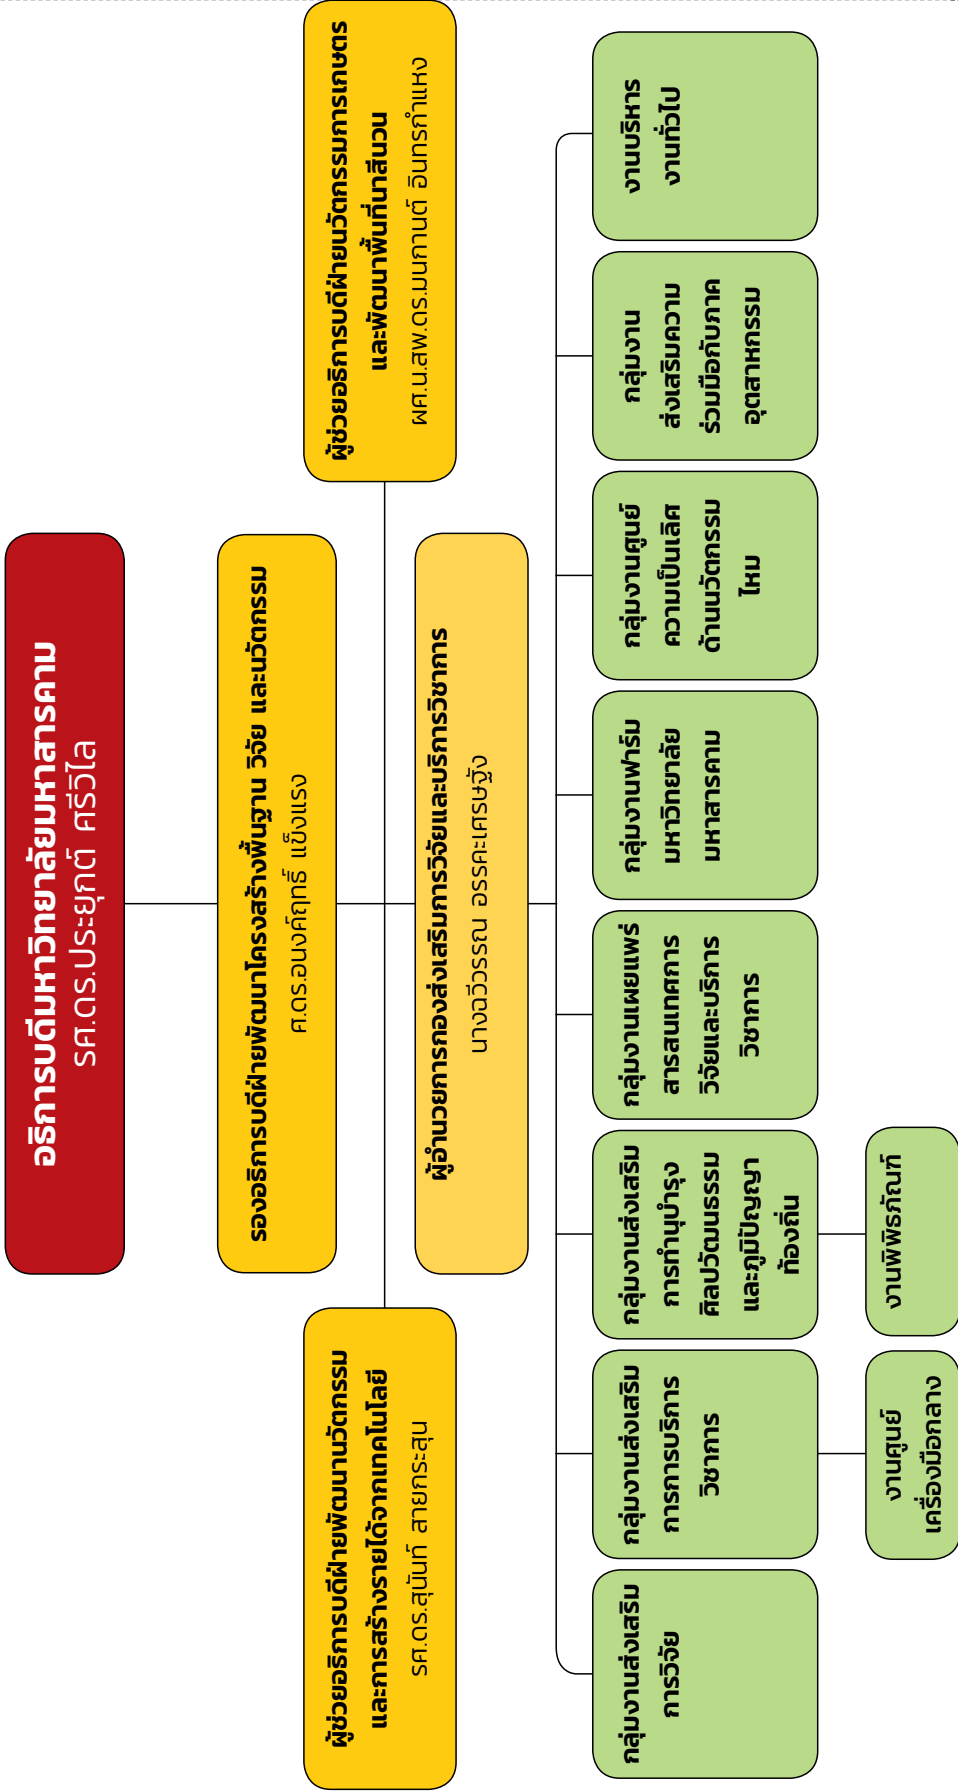 อธิการบดีมหาวิทยาลัยมหาสารคาม
รศ.ดร.ประยุกต์ ศรีวิไล
รองอธิการบดีฝ่ายพัฒนาโครงสร้างพื้นฐาน วิจัย และนวัตกรรม
ศ.ดร.อนงค์ฤทธิ์ แข็งแรง
ผู้ช่วยอธิการบดีฝ่ายพัฒนานวัตกรรม
และการสร้างรายได้จากเทคโนโลยี
รศ.ดร.สุนันท์ สายกระสุน
ผู้ช่วยอธิการบดีฝ่ายนวัตกรรมการเกษตร
และพัฒนาพื้นที่นาสีนวน
ผศ.น.สพ.ดร.มนกานต์ อินทรกำแหง
ผู้อำนวยการกองส่งเสริมการวิจัยและบริการวิชาการ
นางฉวีวรรณ อรรคะเศรษฐัง
กลุ่มงานส่งเสริม
การวิจัย
กลุ่มงานส่งเสริม
การการบริการ
วิชาการ
กลุ่มงานส่งเสริม
การทำนุบำรุง
ศิลปวัฒนธรรม
และภูมิปัญญา
ท้องถิ่น
กลุ่มงานเผยแพร่
สารสนเทศการ
วิจัยและบริการ
วิชาการ
กลุ่มงานฟาร์ม
มหาวิทยาลัย
มหาสารคาม
กลุ่มงานศูนย์
ความเป็นเลิศ
ด้านนวัตกรรม
ไหม
กลุ่มงาน
ส่งเสริมความ
ร่วมมือกับภาค
อุตสาหกรรม
งานบริหาร
งานทั่วไป
งานศูนย์
เครื่องมือกลาง
งานพิพิธภัณฑ์